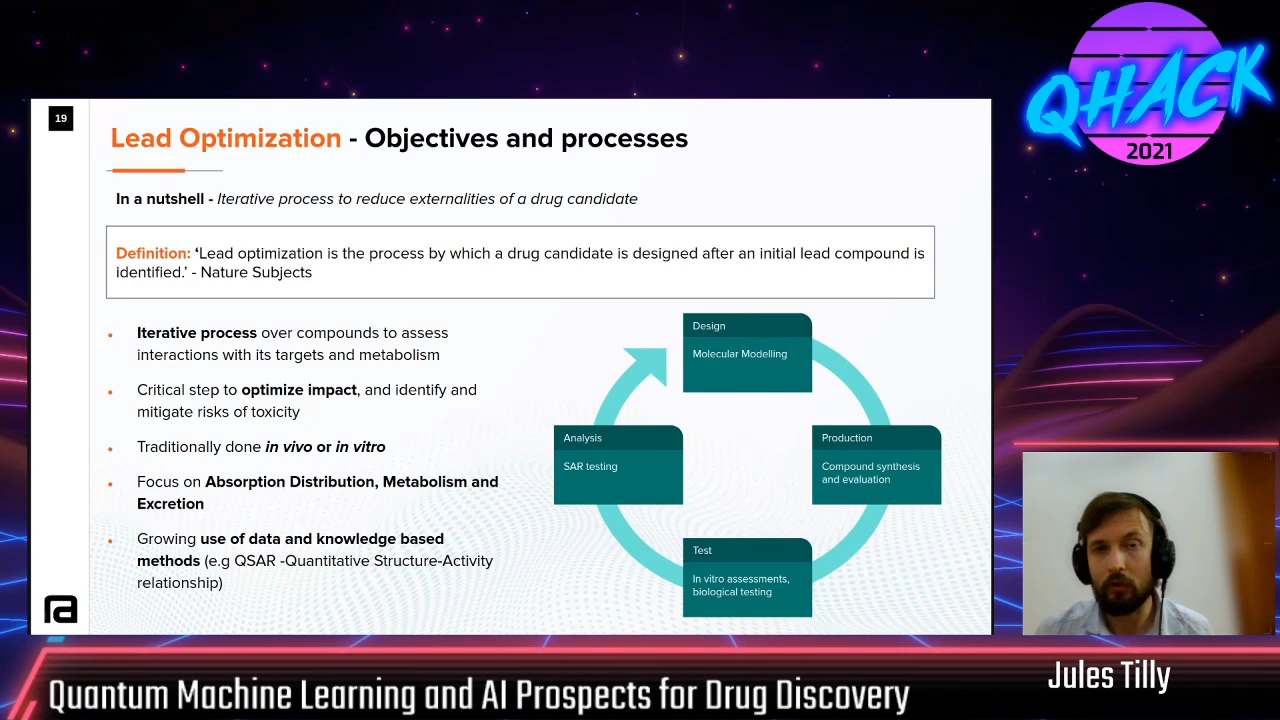 QHACK
2021
19
Lead Optimization - Objectives and processes
In a nutshell - Iterative process to reduce externalities of a drug candidate
Definition: ‘Lead optimization is the process by which a drug candidate is designed after an initial lead compound is
identified.’ - Nature Subjects
• Iterative process over compounds to assess
interactions with its targets and metabolism
• Critical step to optimize impact, and identify and
mitigate risks of toxicity
• Traditionally done in vivo or in vitro
• Focus on Absorption Distribution, Metabolism and
Excretion
• Growing use of data and knowledge based
methods (e.g QSAR -Quantitative Structure-Activity
relationship)
Design
Molecular Modelling
Production
Compound synthesis
and evaluation
Test
In vitro assessments,
biological testing
Analysis
SAR testing
ra
Jules Tilly
Quantum Machine Learning and AI Prospects for Drug Discovery